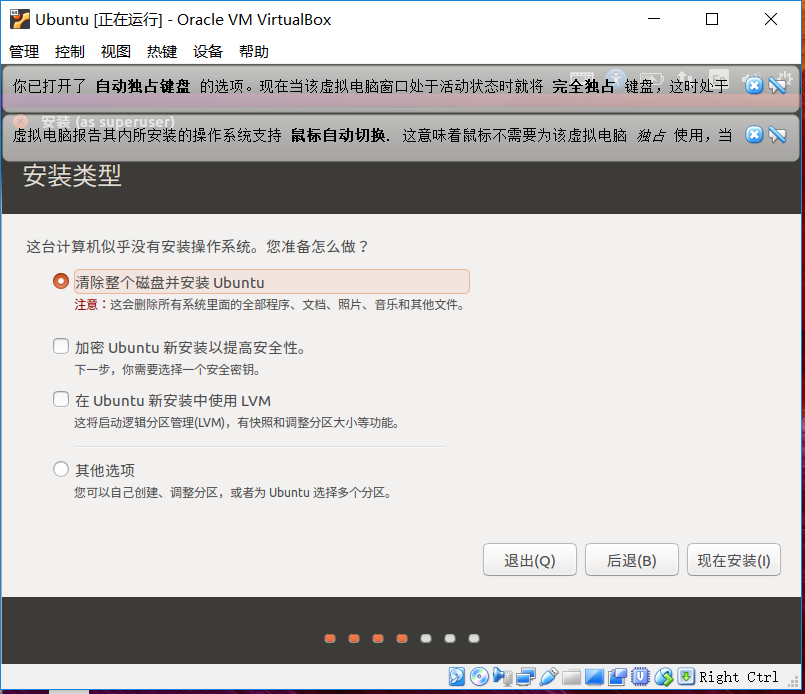 Ubuntu [正在运行] - Oracle VM VirtualBox
管理 控制 视图 热键 设备 帮助
你已打开了 自动独占键盘 的选项。现在当该虚拟电脑窗口处于活动状态时就将 完全独占 键盘，这时处于
安装 (as superuser)
虚拟电脑报告其内所安装的操作系统支持 鼠标自动切换. 这意味着鼠标不需要为该虚拟电脑 独占 使用，当
安装类型
这台计算机似乎没有安装操作系统。您准备怎么做？
清除整个磁盘并安装 Ubuntu
注意：这会删除所有系统里面的全部程序、文档、照片、音乐和其他文件。
加密 Ubuntu 新安装以提高安全性。
下一步，你需要选择一个安全密钥。
在 Ubuntu 新安装中使用 LVM
这将启动逻辑分区管理(LVM)，有快照和调整分区大小等功能。
其他选项
您可以自己创建、调整分区，或者为 Ubuntu 选择多个分区。
退出(Q) 后退(B) 现在安装(I)
Right Ctrl